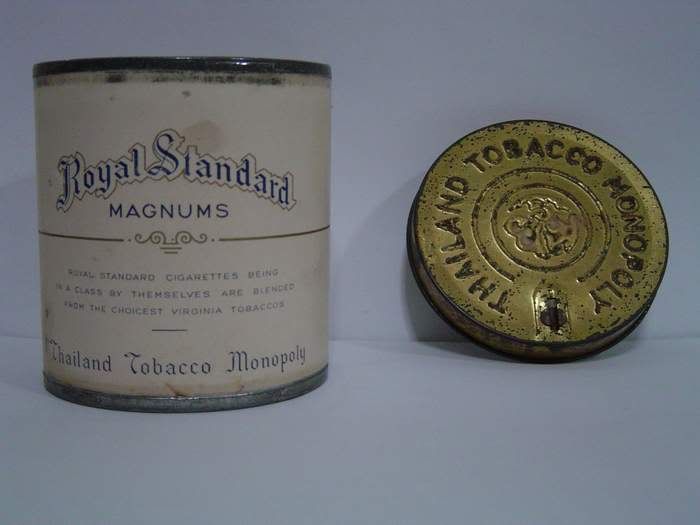 Royal Standard
MAGNUMS
ROYAL STANDARD CIGARETTES BEING
IN A CLASS BY THEMSELVES ARE BLENDED
FROM THE CHOICEST VIRGINIA TOBACCOS
Thailand Tobacco Monopoly
THAILAND TOBACCO MONOPOLY